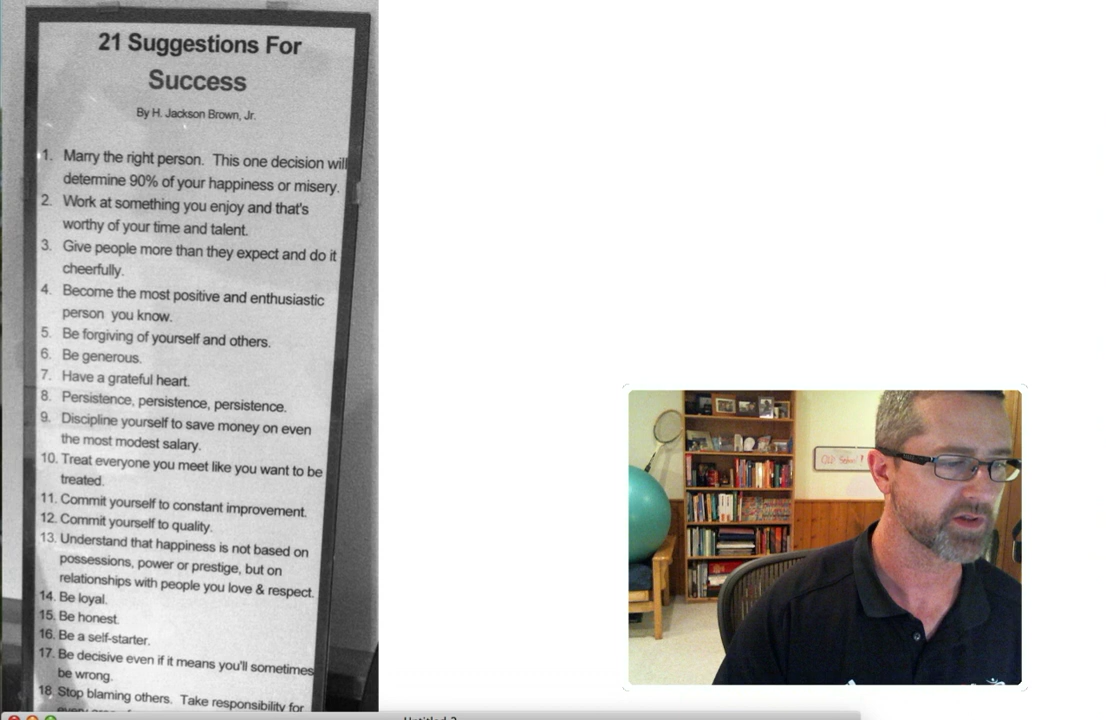 21 Suggestions For
Success
By H. Jackson Brown, Jr.
1. Marry the right person. This one decision will
determine 90% of your happiness or misery.
2. Work at something you enjoy and that's
worthy of your time and talent.
3. Give people more than they expect and do it
cheerfully.
4. Become the most positive and enthusiastic
person you know.
5. Be forgiving of yourself and others.
6. Be generous.
7. Have a grateful heart.
8. Persistence, persistence, persistence.
9. Discipline yourself to save money on even
the most modest salary.
10. Treat everyone you meet like you want to be
treated.
11. Commit yourself to constant improvement.
12. Commit yourself to quality.
13. Understand that happiness is not based on
possessions, power or prestige, but on
relationships with people you love & respect.
14. Be loyal.
15. Be honest.
16. Be a self-starter.
17. Be decisive even if it means you'll sometimes
be wrong.
18. Stop blaming others. Take responsibility for
Old School!